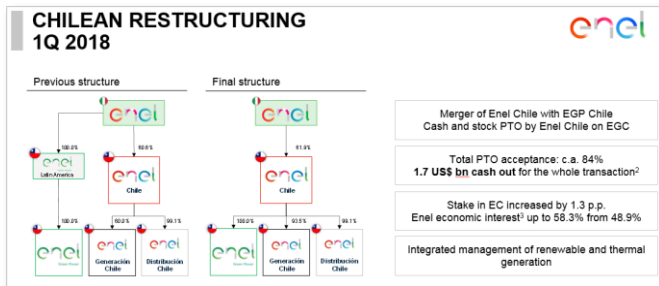 CHILEAN RESTRUCTURING
1Q 2018
enel
Previous structure
Final structure
enel
enel
100.0%
60.6%
61.9%
enel
Latin America
enel
Chile
enel
Chile
100.0%
60.0%
99.1%
100.0%
93.5%
99.1%
enel
Green Power
enel
Generación
Chile
enel
Distribución
Chile
enel
Green Power
enel
Generación
Chile
enel
Distribución
Chile
Merger of Enel Chile with EGP Chile
Cash and stock PTO by Enel Chile on EGC
Total PTO acceptance: c.a. 84%
1.7 US$ bn cash out for the whole transaction²
Stake in EC increased by 1.3 p.p.
Enel economic interest³ up to 58.3% from 48.9%
Integrated management of renewable and thermal
generation